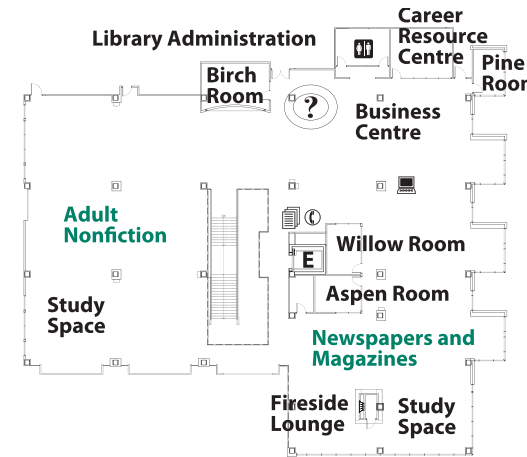 Career
Resource
Centre
Library Administration
Pine
Birch
Room
?
Business
Centre
Adult
Nonfiction
Willow Room
E
Aspen Room
Study
Space
Newspapers and
Magazines
Fireside
Lounge
Study
Space